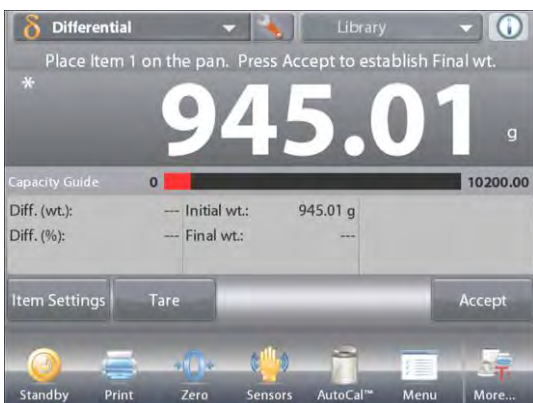 δ Differential Library
Place Item 1 on the pan. Press Accept to establish Final wt.
* 945.01 g
Capacity Guide 0 10200.00
Diff. (wt.): --- Initial wt.: 945.01 g
Diff. (%): --- Final wt.: ---
Item Settings Tare Accept
Standby Print Zero Sensors AutoCal™ Menu More...